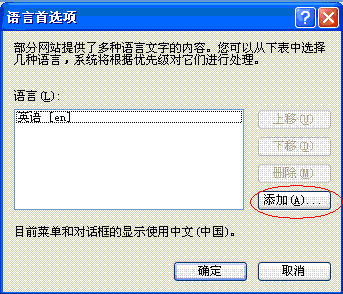 语言首选项
部分网站提供了多种语言文字的内容。您可以从下表中选择
几种语言，系统将根据优先级对它们进行处理。
语言(L):
英语 [en]
上移(U)
下移(D)
删除(M)
添加(A)...
目前菜单和对话框的显示使用中文(中国)。
确定
取消